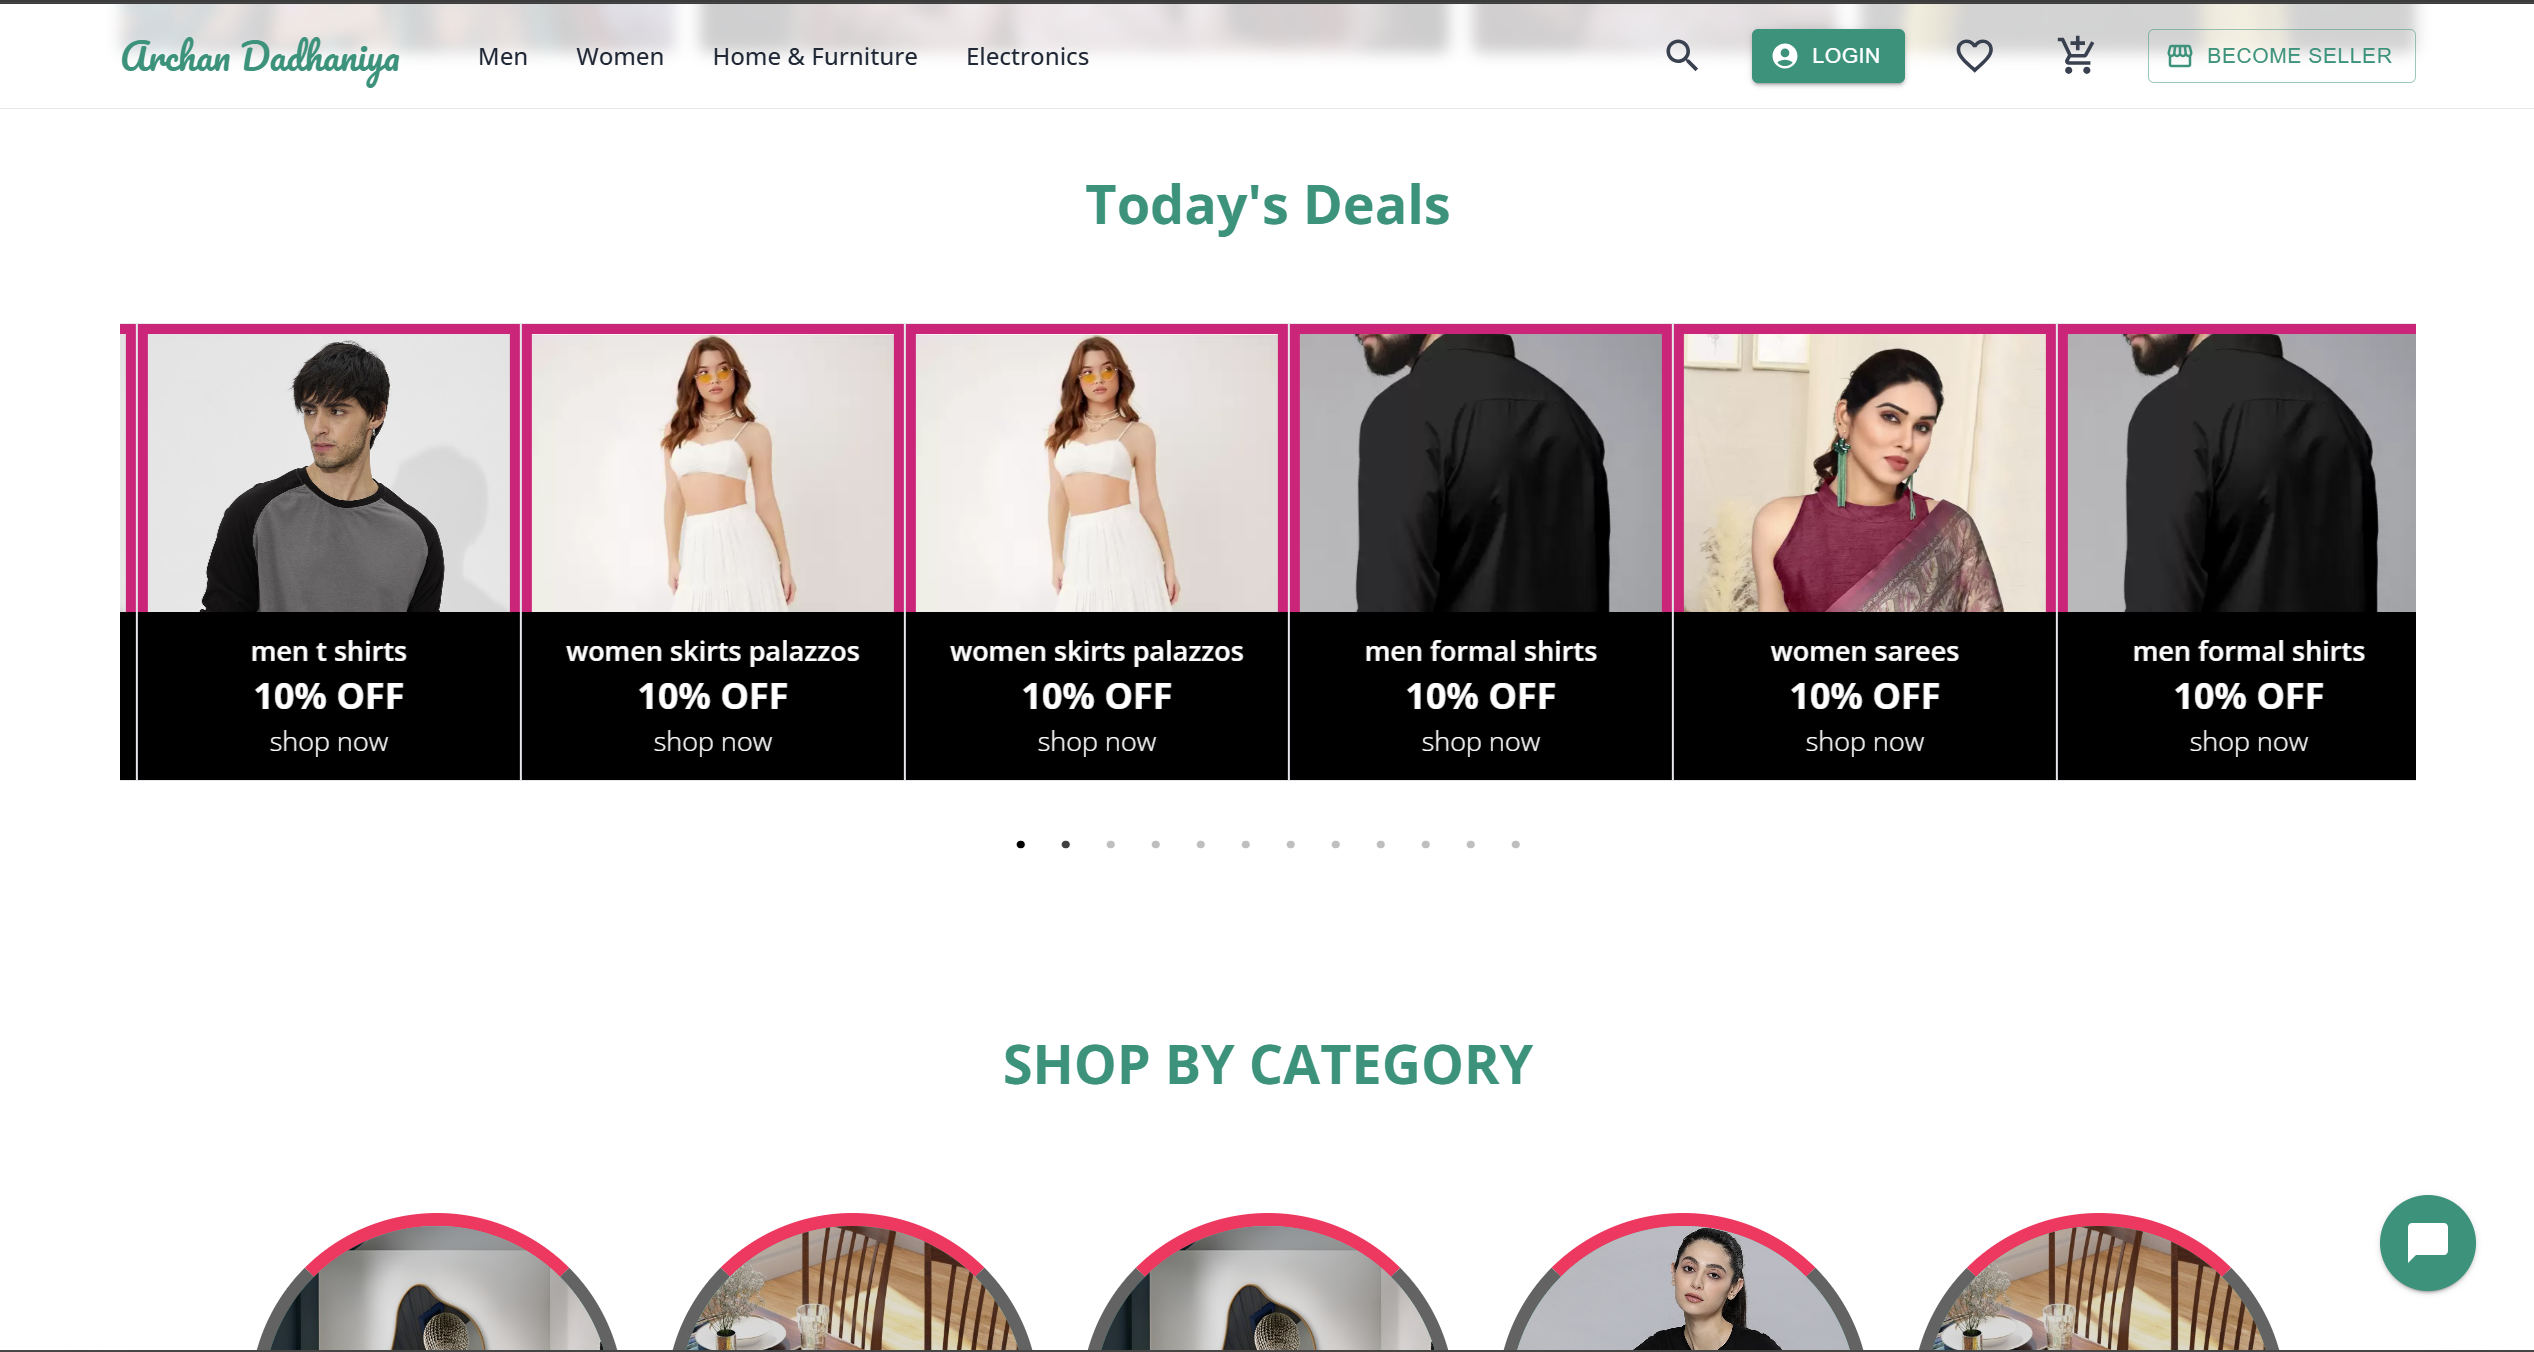 Archan Dadhaniya
Men
Women
Home & Furniture
Electronics
LOGIN
BECOME SELLER
Today's Deals
men t shirts
10% OFF
shop now
women skirts palazzos
10% OFF
shop now
women skirts palazzos
10% OFF
shop now
men formal shirts
10% OFF
shop now
women sarees
10% OFF
shop now
men formal shirts
10% OFF
shop now
SHOP BY CATEGORY